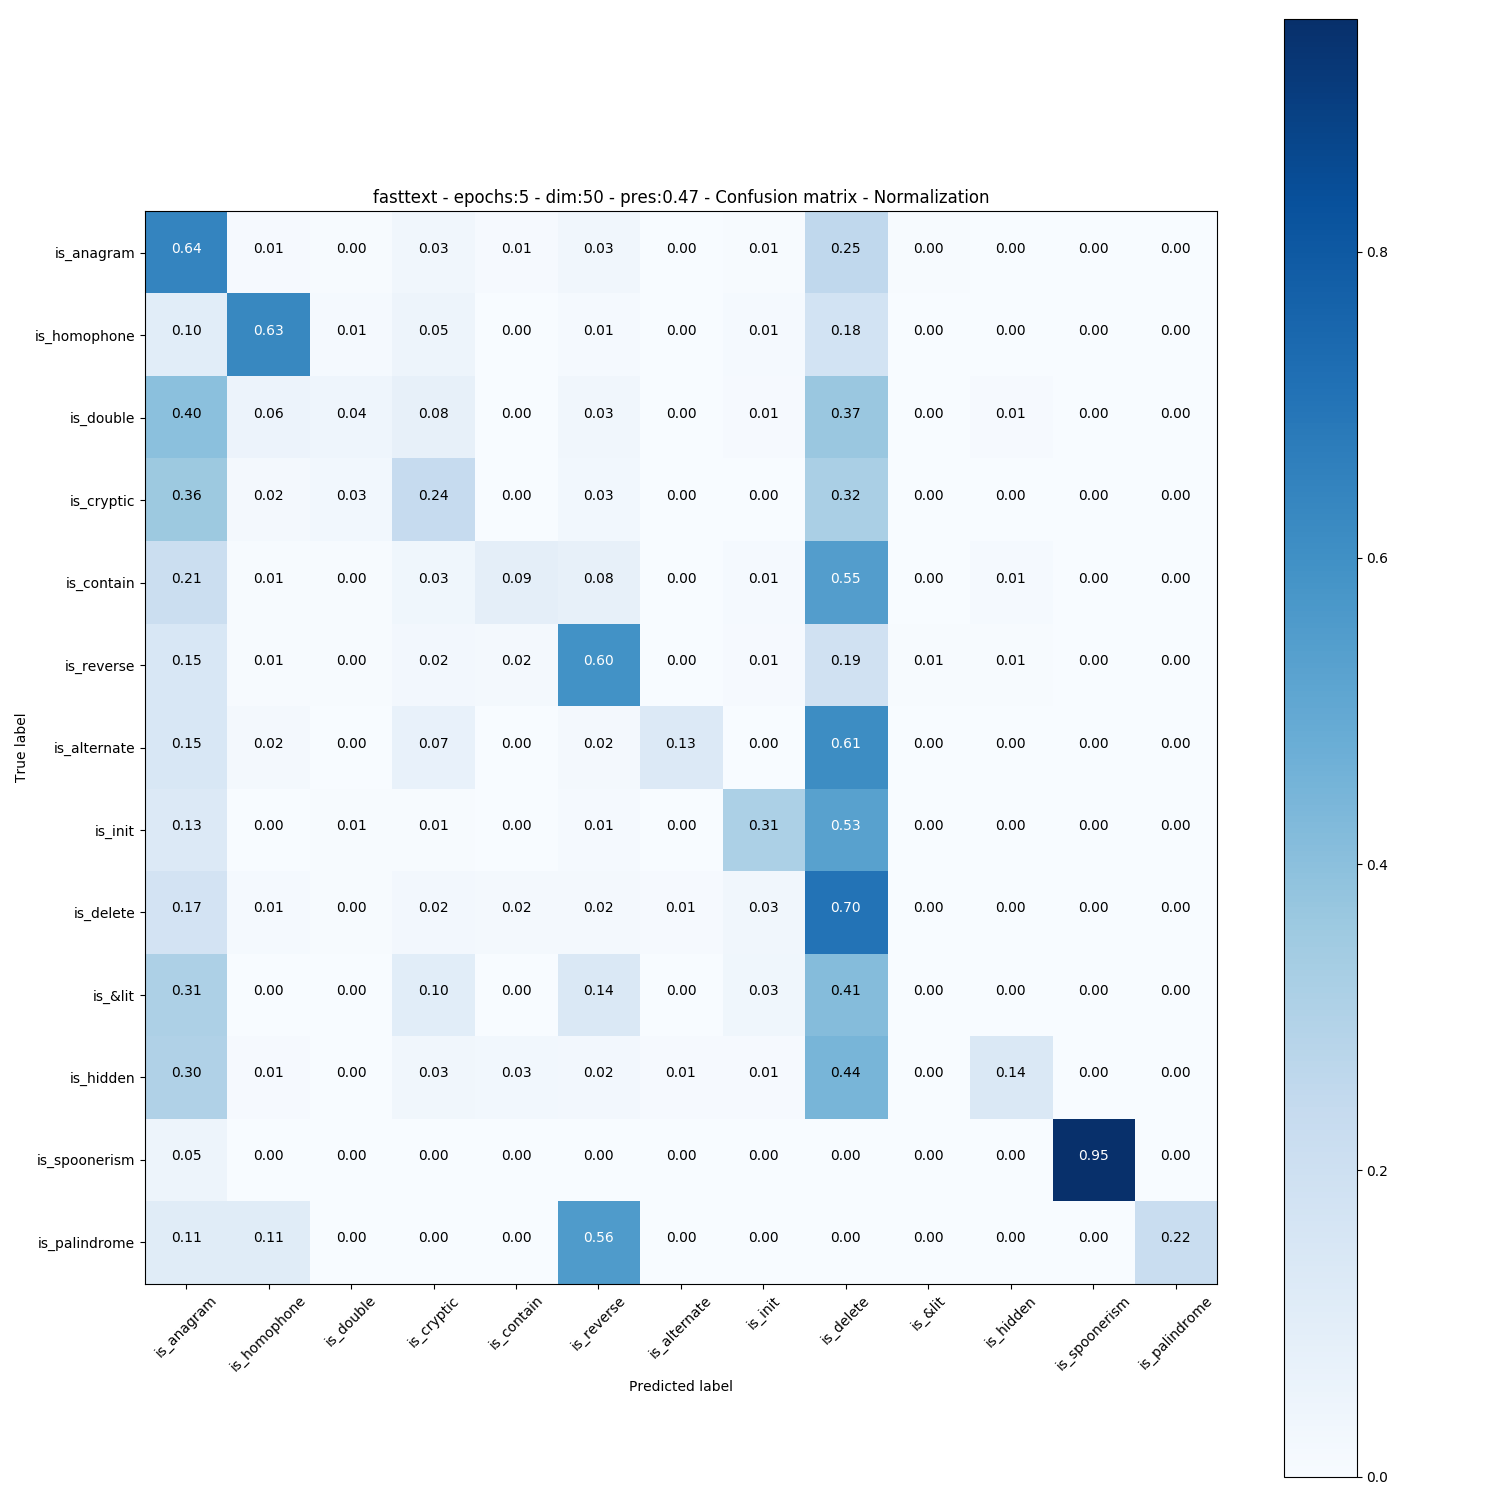 fasttext - epochs:5 - dim:50 - pres:0.47 - Confusion matrix - Normalization
True label
is_anagram 0.64 0.01 0.00 0.03 0.01 0.03 0.00 0.01 0.25 0.00 0.00 0.00 0.00
is_homophone 0.10 0.63 0.01 0.05 0.00 0.01 0.00 0.01 0.18 0.00 0.00 0.00 0.00
is_double 0.40 0.06 0.04 0.08 0.00 0.03 0.00 0.01 0.37 0.00 0.01 0.00 0.00
is_cryptic 0.36 0.02 0.03 0.24 0.00 0.03 0.00 0.00 0.32 0.00 0.00 0.00 0.00
is_contain 0.21 0.01 0.00 0.03 0.09 0.08 0.00 0.01 0.55 0.00 0.01 0.00 0.00
is_reverse 0.15 0.01 0.00 0.02 0.02 0.60 0.00 0.01 0.19 0.01 0.01 0.00 0.00
is_alternate 0.15 0.02 0.00 0.07 0.00 0.02 0.13 0.00 0.61 0.00 0.00 0.00 0.00
is_init 0.13 0.00 0.01 0.01 0.00 0.01 0.00 0.31 0.53 0.00 0.00 0.00 0.00
is_delete 0.17 0.01 0.00 0.02 0.02 0.02 0.01 0.03 0.70 0.00 0.00 0.00 0.00
is_&lit 0.31 0.00 0.00 0.10 0.00 0.14 0.00 0.03 0.41 0.00 0.00 0.00 0.00
is_hidden 0.30 0.01 0.00 0.03 0.03 0.02 0.01 0.01 0.44 0.00 0.14 0.00 0.00
is_spoonerism 0.05 0.00 0.00 0.00 0.00 0.00 0.00 0.00 0.00 0.00 0.00 0.95 0.00
is_palindrome 0.11 0.11 0.00 0.00 0.00 0.56 0.00 0.00 0.00 0.00 0.00 0.00 0.22
is_anagram is_homophone is_double is_cryptic is_contain is_reverse is_alternate is_init is_delete is_&lit is_hidden is_spoonerism is_palindrome
Predicted label
0.8
0.6
0.4
0.2
0.0